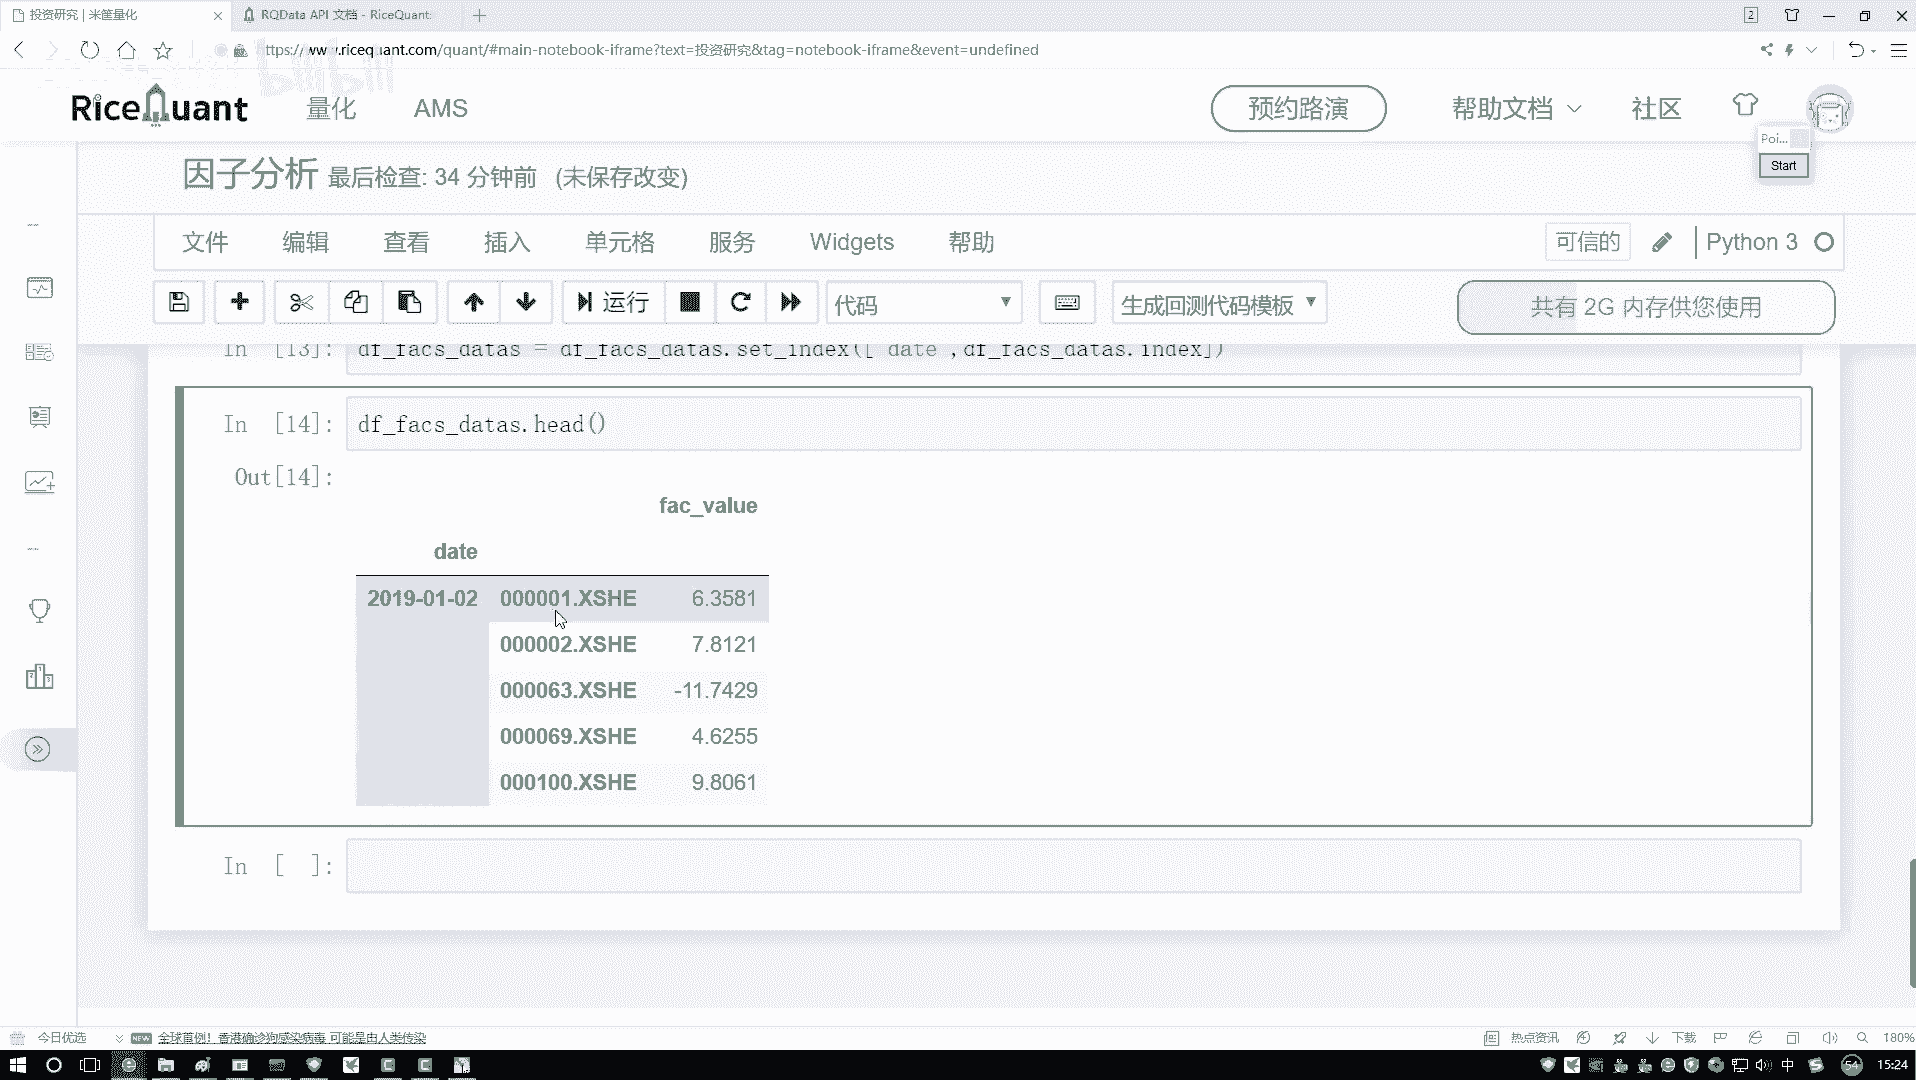 投资研究 | 米筐量化
RQData API 文档 - RiceQuant
2
ttps://www.ricequant.com/quant/#main-notebook-iframe?text=投资研究&tag=notebook-iframe&event=undefined
bilibili
RiceQuant
量化
AMS
预约路演
帮助文档
社区
Poi...
Start
因子分析 最后检查: 34 分钟前 (未保存改变)
文件 编辑 查看 插入 单元格 服务 Widgets 帮助
可信的
Python 3
运行
代码
生成回测代码模板
共有 2G 内存供您使用
In [13]: df_facs_datas = df_facs_datas.set_index([ date ,df_facs_datas.index])
In [14]: df_facs_datas.head()
Out[14]:
fac_value
date
2019-01-02 000001.XSHE 6.3581
000002.XSHE 7.8121
000063.XSHE -11.7429
000069.XSHE 4.6255
000100.XSHE 9.8061
In [ ]:
今日优选
NEW
全球首例！香港确诊狗感染病毒 可能是由人类传染
热点资讯
下载
180%
中
54
15:24